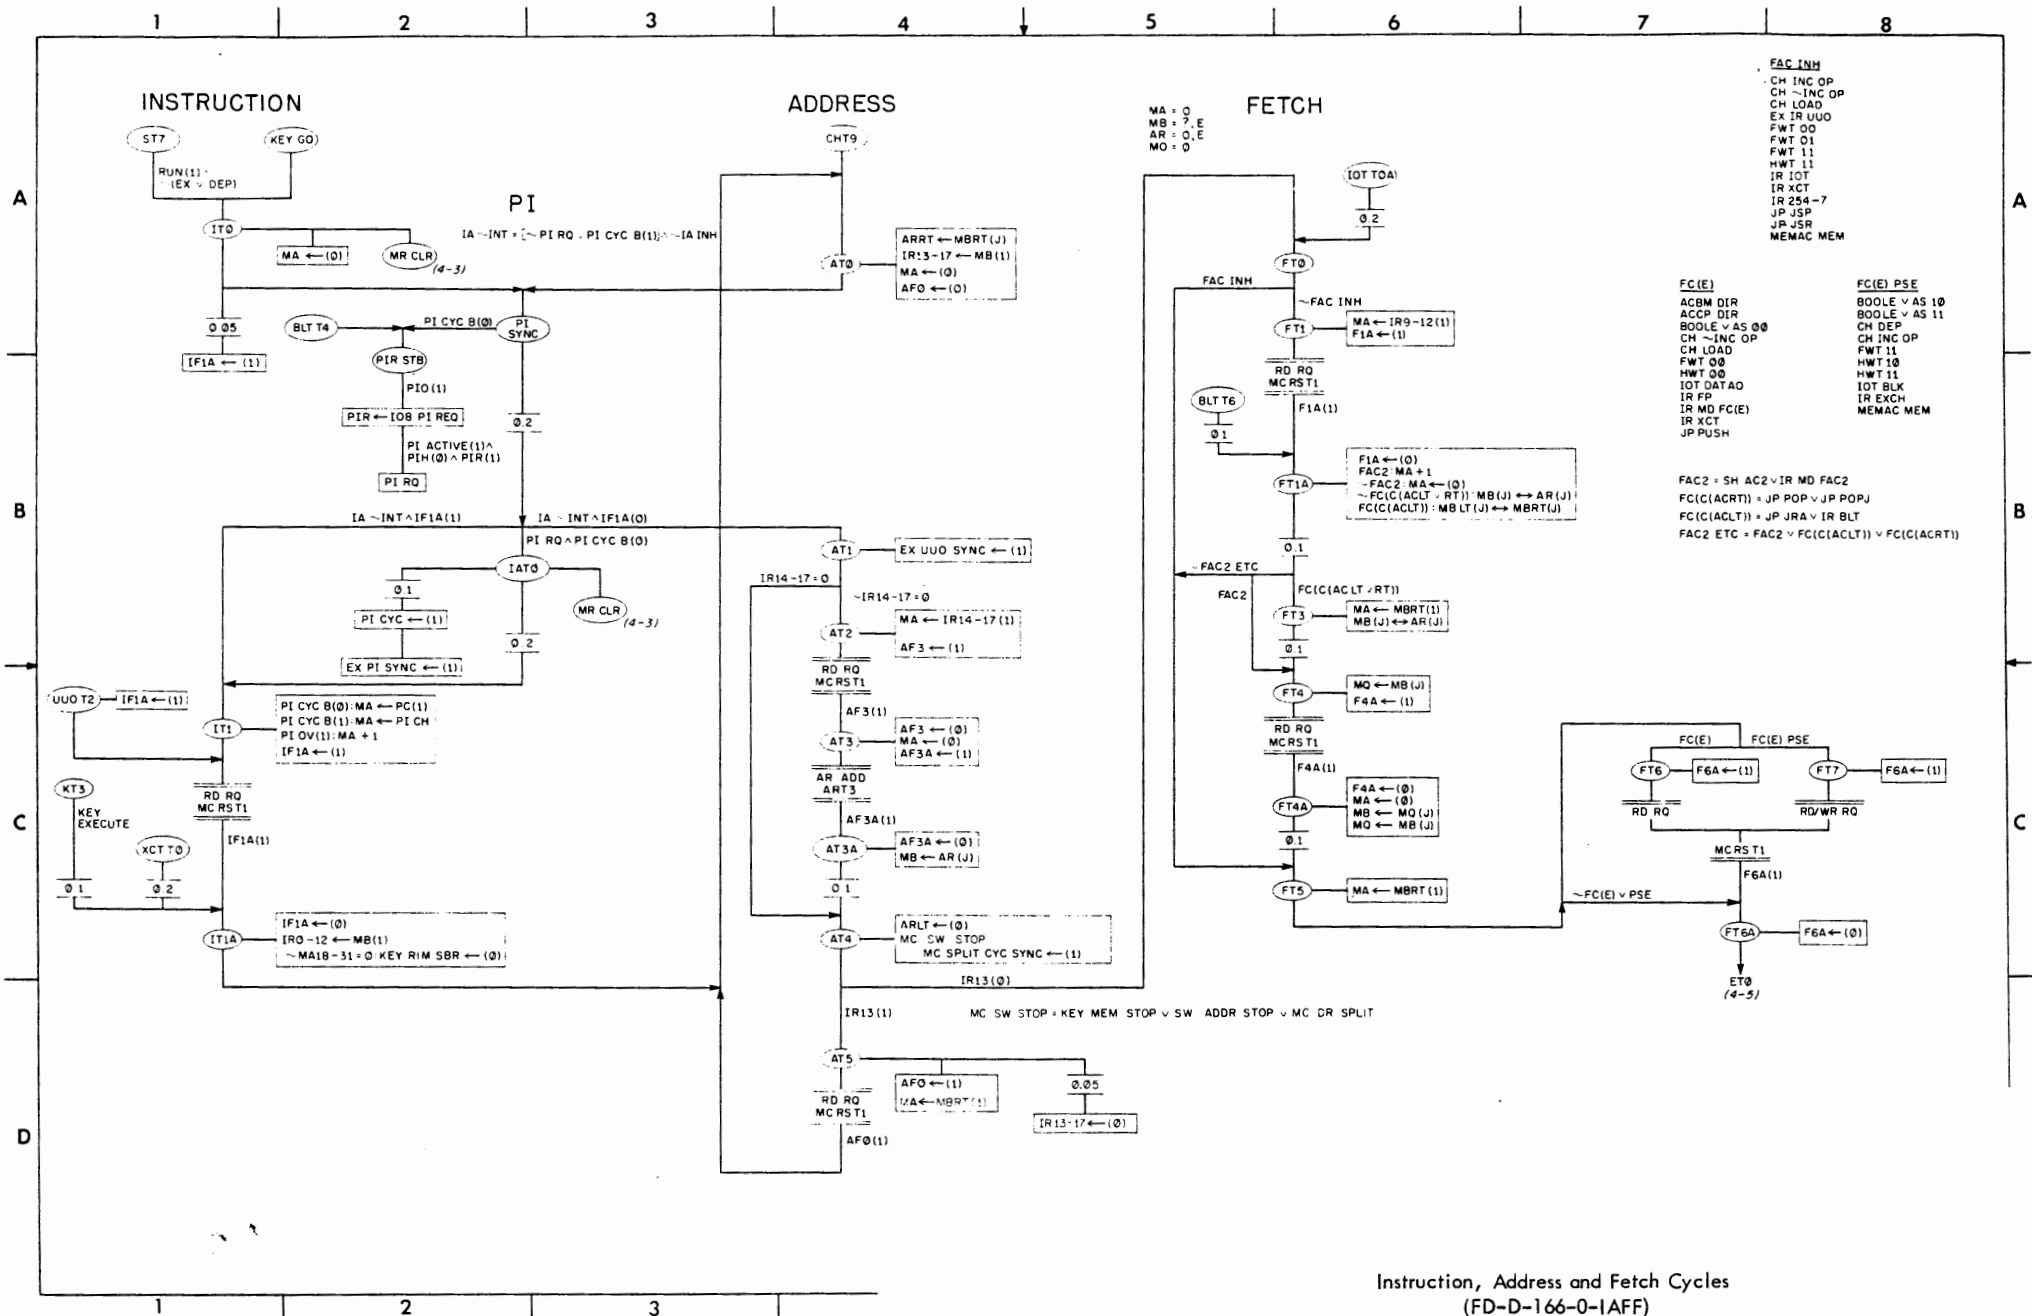 1 2 3 4 5 6 7 8
INSTRUCTION
ADDRESS
FETCH
PI
A
B
C
D
ST7
KEY GO
RUN(1)
~(EX ∨ DEP)
IT0
MA ← (0)
MR CLR
(4-3)
0.05
IF1A ← (1)
IA ~INT = [~PI RQ ∨ PI CYC B(1)] ∧ ~IA INH
BLT T4
PI CYC B(0)
PI
SYNC
PIR STB
PIO(1)
PIR ← IOB PI REQ
PI ACTIVE(1)∧
PIH(0)∧PIR(1)
PI RQ
0.2
IA ~INT∧IF1A(1)
IA ~INT∧IF1A(0)
PI RQ∧PI CYC B(0)
IAT0
0.1
PI CYC ← (1)
EX PI SYNC ← (1)
MR CLR
(4-3)
0.2
UUO T2
IF1A ← (1)
IT1
PI CYC B(0):MA ← PC(1)
PI CYC B(1):MA ← PI CH
PI OV(1):MA + 1
IF1A ← (1)
RD RQ
MCRST1
IF1A(1)
KT3
KEY
EXECUTE
0.1
XCT T0
0.2
IT1A
IF1A ← (0)
IR0-12 ← MB(1)
~MA18-31 = 0:KEY RIM SBR ← (0)
CHT9
AT0
ARRT ← MBRT(J)
IR13-17 ← MB(1)
MA ← (0)
AF0 ← (0)
AT1
EX UUO SYNC ← (1)
IR14-17=0
~IR14-17=0
AT2
MA ← IR14-17(1)
AF3 ← (1)
RD RQ
MCRST1
AF3(1)
AT3
AF3 ← (0)
MA ← (0)
AF3A ← (1)
AR ADD
ART3
AF3A(1)
AT3A
AF3A ← (0)
MB ← AR(J)
0.1
AT4
ARLT ← (0)
MC SW STOP
MC SPLIT CYC SYNC ← (1)
IR13(0)
IR13(1)
MC SW STOP = KEY MEM STOP ∨ SW ADDR STOP ∨ MC DR SPLIT
AT5
AF0 ← (1)
MA ← MBRT(1)
0.05
IR13-17 ← (0)
RD RQ
MCRST1
AF0(1)
MA = 0
MB = ?,E
AR = 0,E
MO = 0
IOT T0A
0.2
FT0
FAC INH
~FAC INH
FT1
MA ← IR9-12(1)
F1A ← (1)
RD RQ
MCRST1
F1A(1)
BLT T6
0.1
FT1A
F1A ← (0)
FAC2:MA + 1
~FAC2:MA ← (0)
~FC(C(ACLT ∨ RT)):MB(J) ↔ AR(J)
FC(C(ACLT)):MBLT(J) ↔ MBRT(J)
0.1
~FAC2 ETC
FAC2
FC(C(ACLT ∨ RT))
FT3
MA ← MBRT(1)
MB(J) ↔ AR(J)
0.1
FT4
MQ ← MB(J)
F4A ← (1)
RD RQ
MCRST1
F4A(1)
FT4A
F4A ← (0)
MA ← (0)
MB ← MQ(J)
MQ ← MB(J)
0.1
FT5
MA ← MBRT(1)
FC(E)
FC(E) PSE
FT6
F6A ← (1)
FT7
F6A ← (1)
RD RQ
RD/WR RQ
MCRST1
F6A(1)
~FC(E) ∨ PSE
FT6A
F6A ← (0)
ET0
(4-5)
FAC INH
CH INC OP
CH ~INC OP
CH LOAD
EX IR UUO
FWT 00
FWT 01
FWT 11
HWT 11
IR IOT
IR XCT
IR 254-7
JP JSP
JP JSR
MEMAC MEM
FC(E)
ACBM DIR
ACCP DIR
BOOLE ∨ AS 00
CH ~INC OP
CH LOAD
FWT 00
HWT 00
IOT DATAO
IR FP
IR MD FC(E)
IR XCT
JP PUSH
FC(E) PSE
BOOLE ∨ AS 10
BOOLE ∨ AS 11
CH DEP
CH INC OP
FWT 11
HWT 10
HWT 11
IOT BLK
IR EXCH
MEMAC MEM
FAC2 = SH AC2 ∨ IR MD FAC2
FC(C(ACRT)) = JP POP ∨ JP POPJ
FC(C(ACLT)) = JP JRA ∨ IR BLT
FAC2 ETC = FAC2 ∨ FC(C(ACLT)) ∨ FC(C(ACRT))
A
B
C
1 2 3
Instruction, Address and Fetch Cycles
(FD-D-166-0-IAFF)